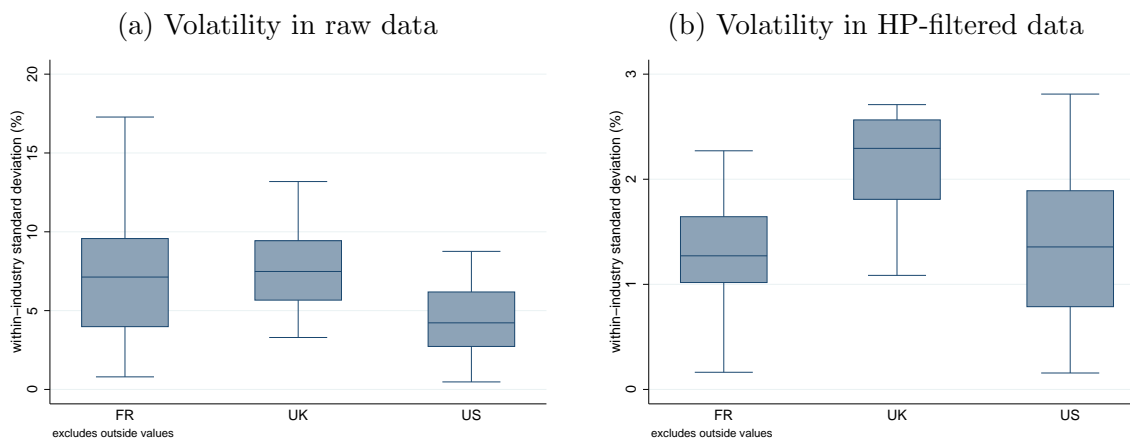 (a) Volatility in raw data
within−industry standard deviation (%)
20
15
10
5
0
FR UK US
excludes outside values
(b) Volatility in HP-filtered data
within−industry standard deviation (%)
3
2
1
0
FR UK US
excludes outside values